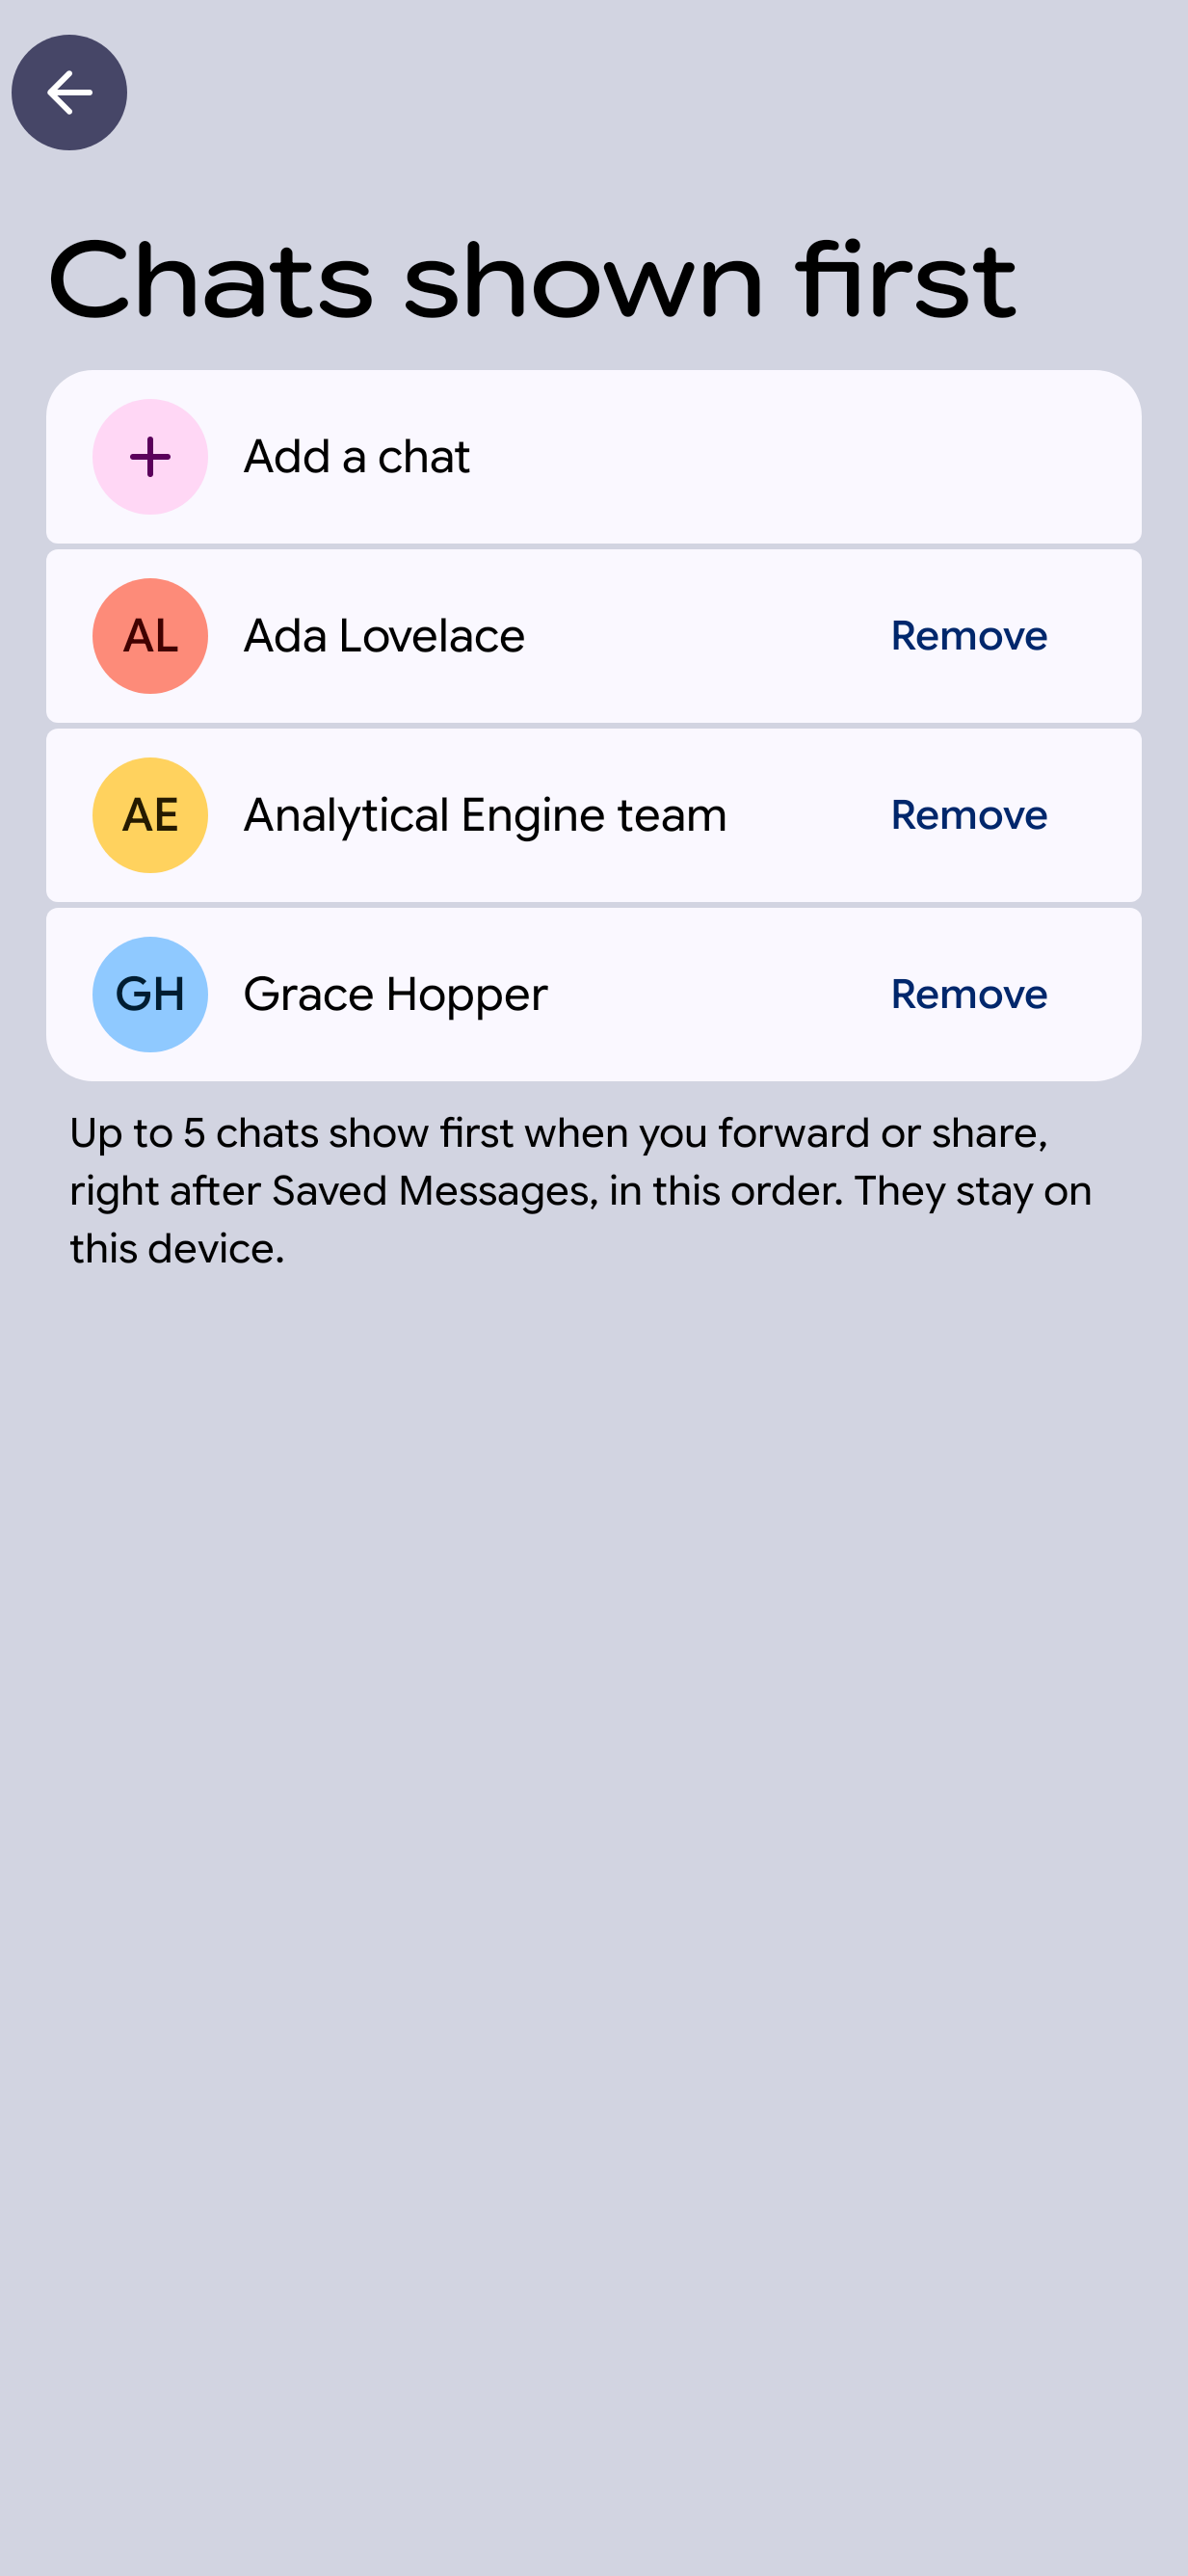 Chats shown first
Add a chat
AL Ada Lovelace Remove
AE Analytical Engine team Remove
GH Grace Hopper Remove
Up to 5 chats show first when you forward or share,
right after Saved Messages, in this order. They stay on
this device.